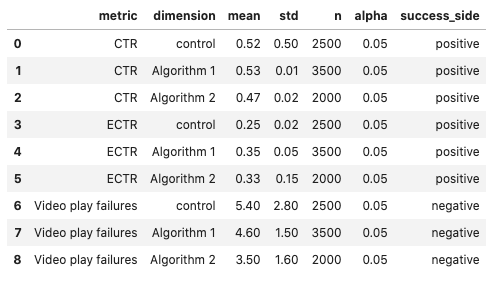 metric dimension mean std n alpha success_side
0 CTR control 0.52 0.50 2500 0.05 positive
1 CTR Algorithm 1 0.53 0.01 3500 0.05 positive
2 CTR Algorithm 2 0.47 0.02 2000 0.05 positive
3 ECTR control 0.25 0.02 2500 0.05 positive
4 ECTR Algorithm 1 0.35 0.05 3500 0.05 positive
5 ECTR Algorithm 2 0.33 0.15 2000 0.05 positive
6 Video play failures control 5.40 2.80 2500 0.05 negative
7 Video play failures Algorithm 1 4.60 1.50 3500 0.05 negative
8 Video play failures Algorithm 2 3.50 1.60 2000 0.05 negative